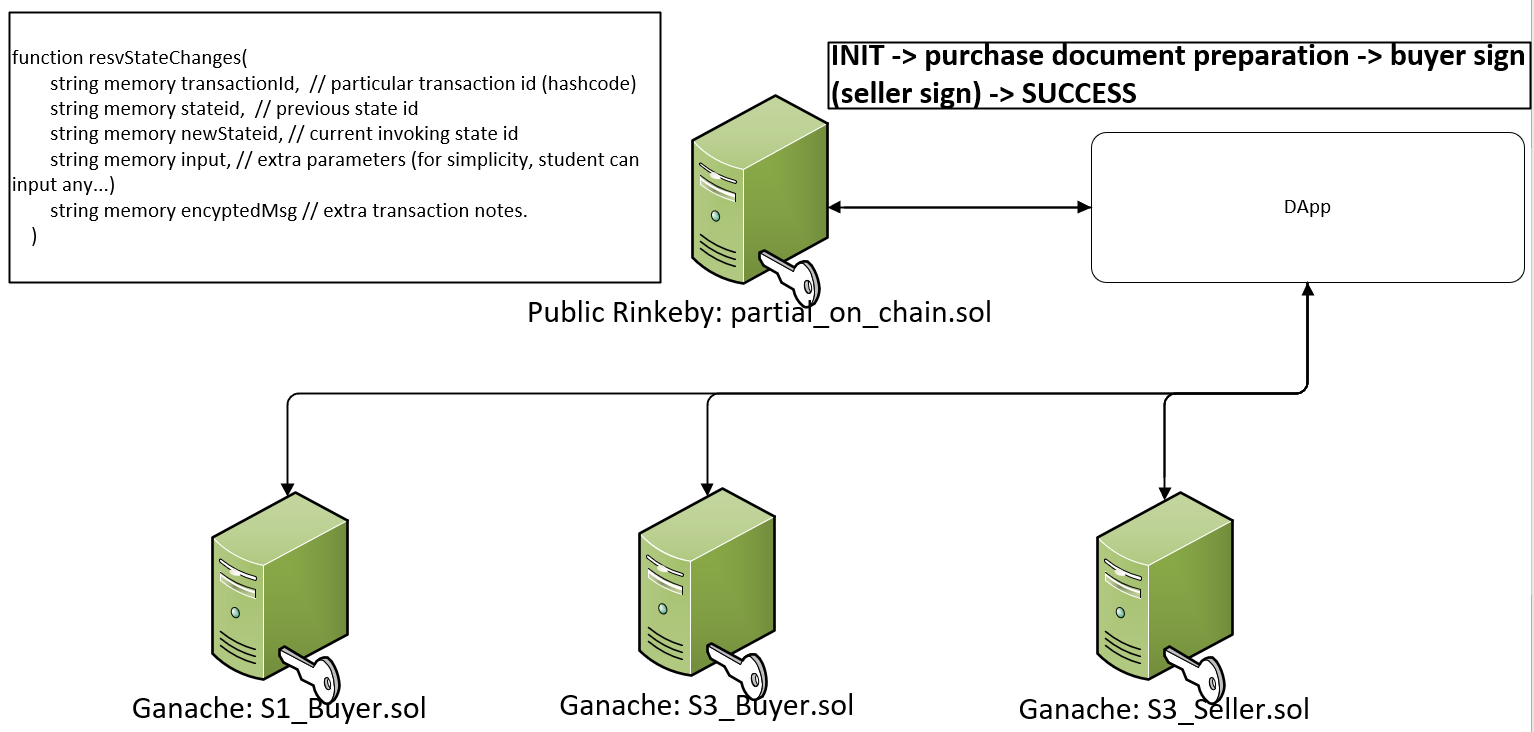 function resvStateChanges(
string memory transactionId,  // particular transaction id (hashcode)
string memory stateid,  // previous state id
string memory newStateid, // current invoking state id
string memory input, // extra parameters (for simplicity, student can
input any...)
string memory encyptedMsg // extra transaction notes.
)
INIT -> purchase document preparation -> buyer sign
(seller sign) -> SUCCESS
DApp
Public Rinkeby: partial_on_chain.sol
Ganache: S1_Buyer.sol
Ganache: S3_Buyer.sol
Ganache: S3_Seller.sol